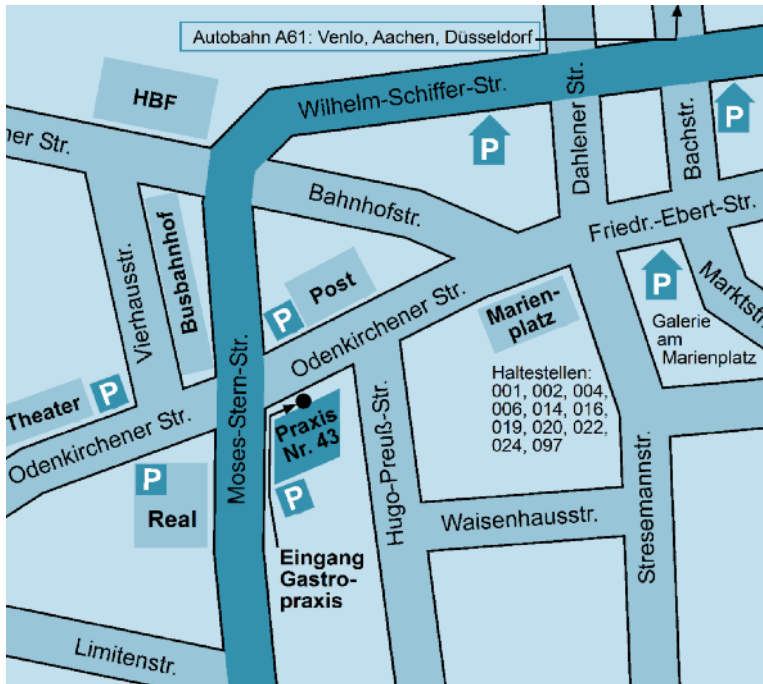 Autobahn A61: Venlo, Aachen, Düsseldorf
HBF
Wilhelm-Schiffer-Str.
Dahlener Str.
Bachstr.
P
P
ner Str.
Bahnhofstr.
Friedr.-Ebert-Str.
Vierhausstr.
Busbahnhof
Post
P
Odenkirchener Str.
Marien-
platz
P
Marktstr.
Galerie
am
Marienplatz
Haltestellen:
001, 002, 004,
006, 014, 016,
019, 020, 022,
024, 097
Theater
P
Odenkirchener Str.
Moses-Stern-Str.
Praxis
Nr. 43
P
Hugo-Preuß-Str.
P
Real
Waisenhausstr.
Stresemannstr.
Eingang
Gastro-
praxis
Limitenstr.